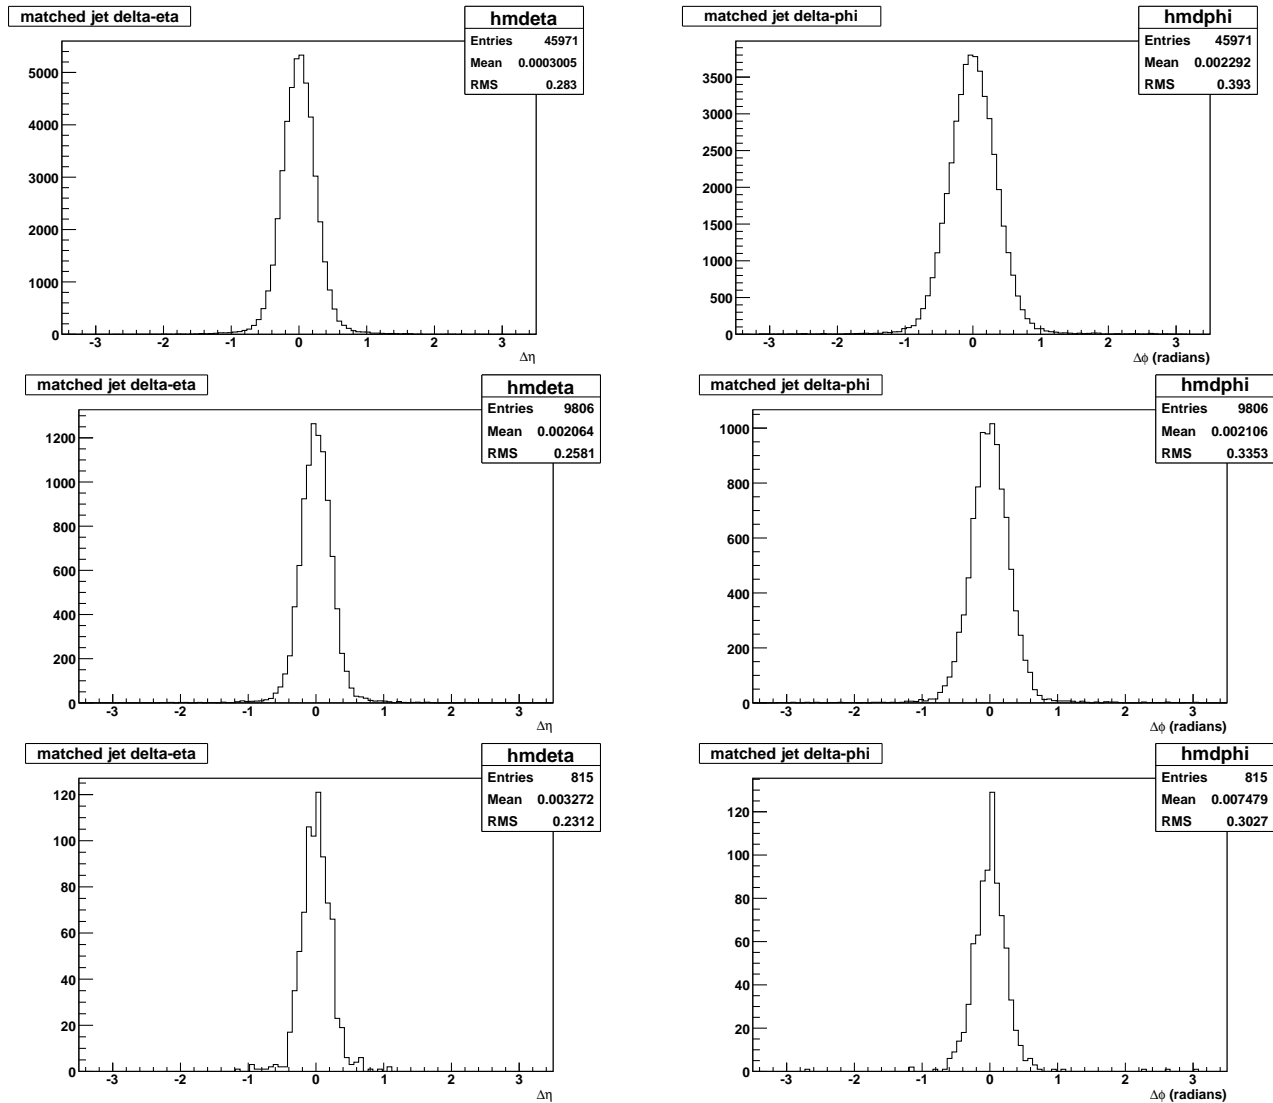 matched jet delta-eta
hmdeta
Entries 45971
Mean 0.0003005
RMS 0.283
5000
4000
3000
2000
1000
0
-3 -2 -1 0 1 2 3
Δη
matched jet delta-phi
hmdphi
Entries 45971
Mean 0.002292
RMS 0.393
3500
3000
2500
2000
1500
1000
500
0
-3 -2 -1 0 1 2 3
Δϕ (radians)
matched jet delta-eta
hmdeta
Entries 9806
Mean 0.002064
RMS 0.2581
1200
1000
800
600
400
200
0
-3 -2 -1 0 1 2 3
Δη
matched jet delta-phi
hmdphi
Entries 9806
Mean 0.002106
RMS 0.3353
1000
800
600
400
200
0
-3 -2 -1 0 1 2 3
Δϕ (radians)
matched jet delta-eta
hmdeta
Entries 815
Mean 0.003272
RMS 0.2312
120
100
80
60
40
20
0
-3 -2 -1 0 1 2 3
Δη
matched jet delta-phi
hmdphi
Entries 815
Mean 0.007479
RMS 0.3027
120
100
80
60
40
20
0
-3 -2 -1 0 1 2 3
Δϕ (radians)